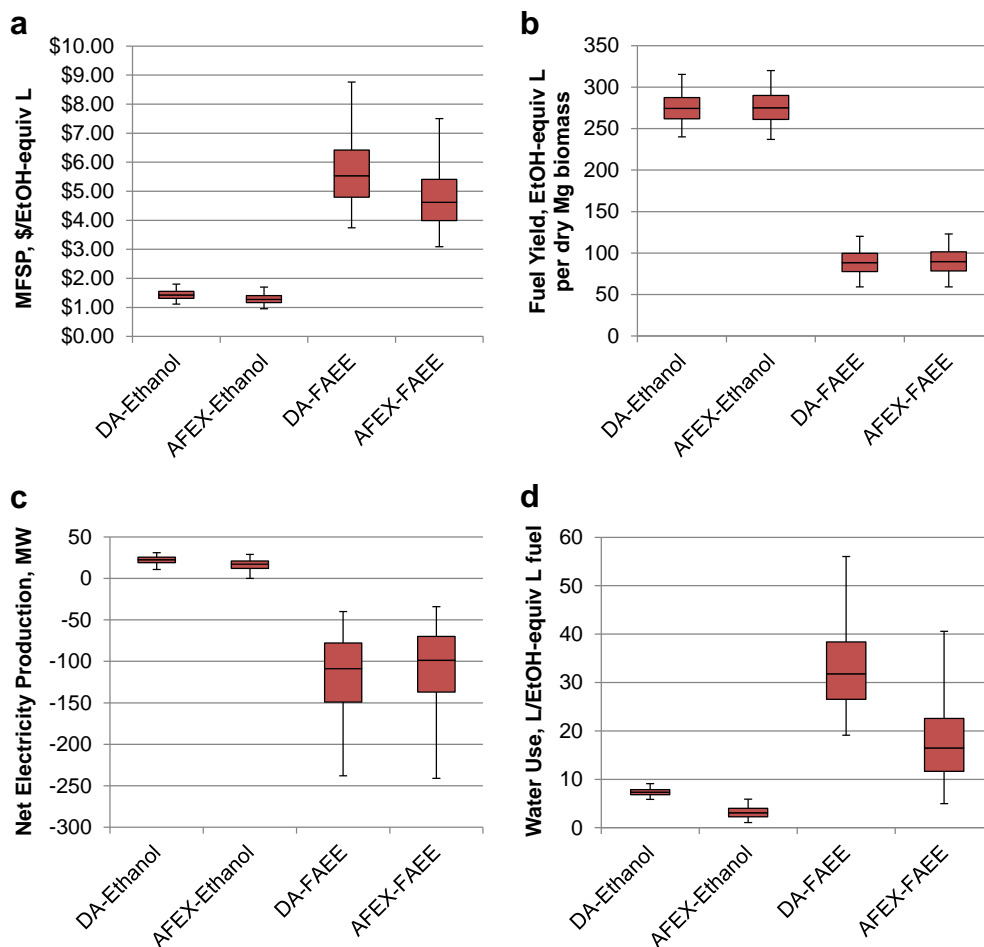 a
MFSP, $/EtOH-equiv L
$10.00
$9.00
$8.00
$7.00
$6.00
$5.00
$4.00
$3.00
$2.00
$1.00
$0.00
DA-Ethanol
AFEX-Ethanol
DA-FAEE
AFEX-FAEE
b
Fuel Yield, EtOH-equiv L
per dry Mg biomass
350
300
250
200
150
100
50
0
DA-Ethanol
AFEX-Ethanol
DA-FAEE
AFEX-FAEE
c
Net Electricity Production, MW
50
0
-50
-100
-150
-200
-250
-300
DA-Ethanol
AFEX-Ethanol
DA-FAEE
AFEX-FAEE
d
Water Use, L/EtOH-equiv L fuel
60
50
40
30
20
10
0
DA-Ethanol
AFEX-Ethanol
DA-FAEE
AFEX-FAEE